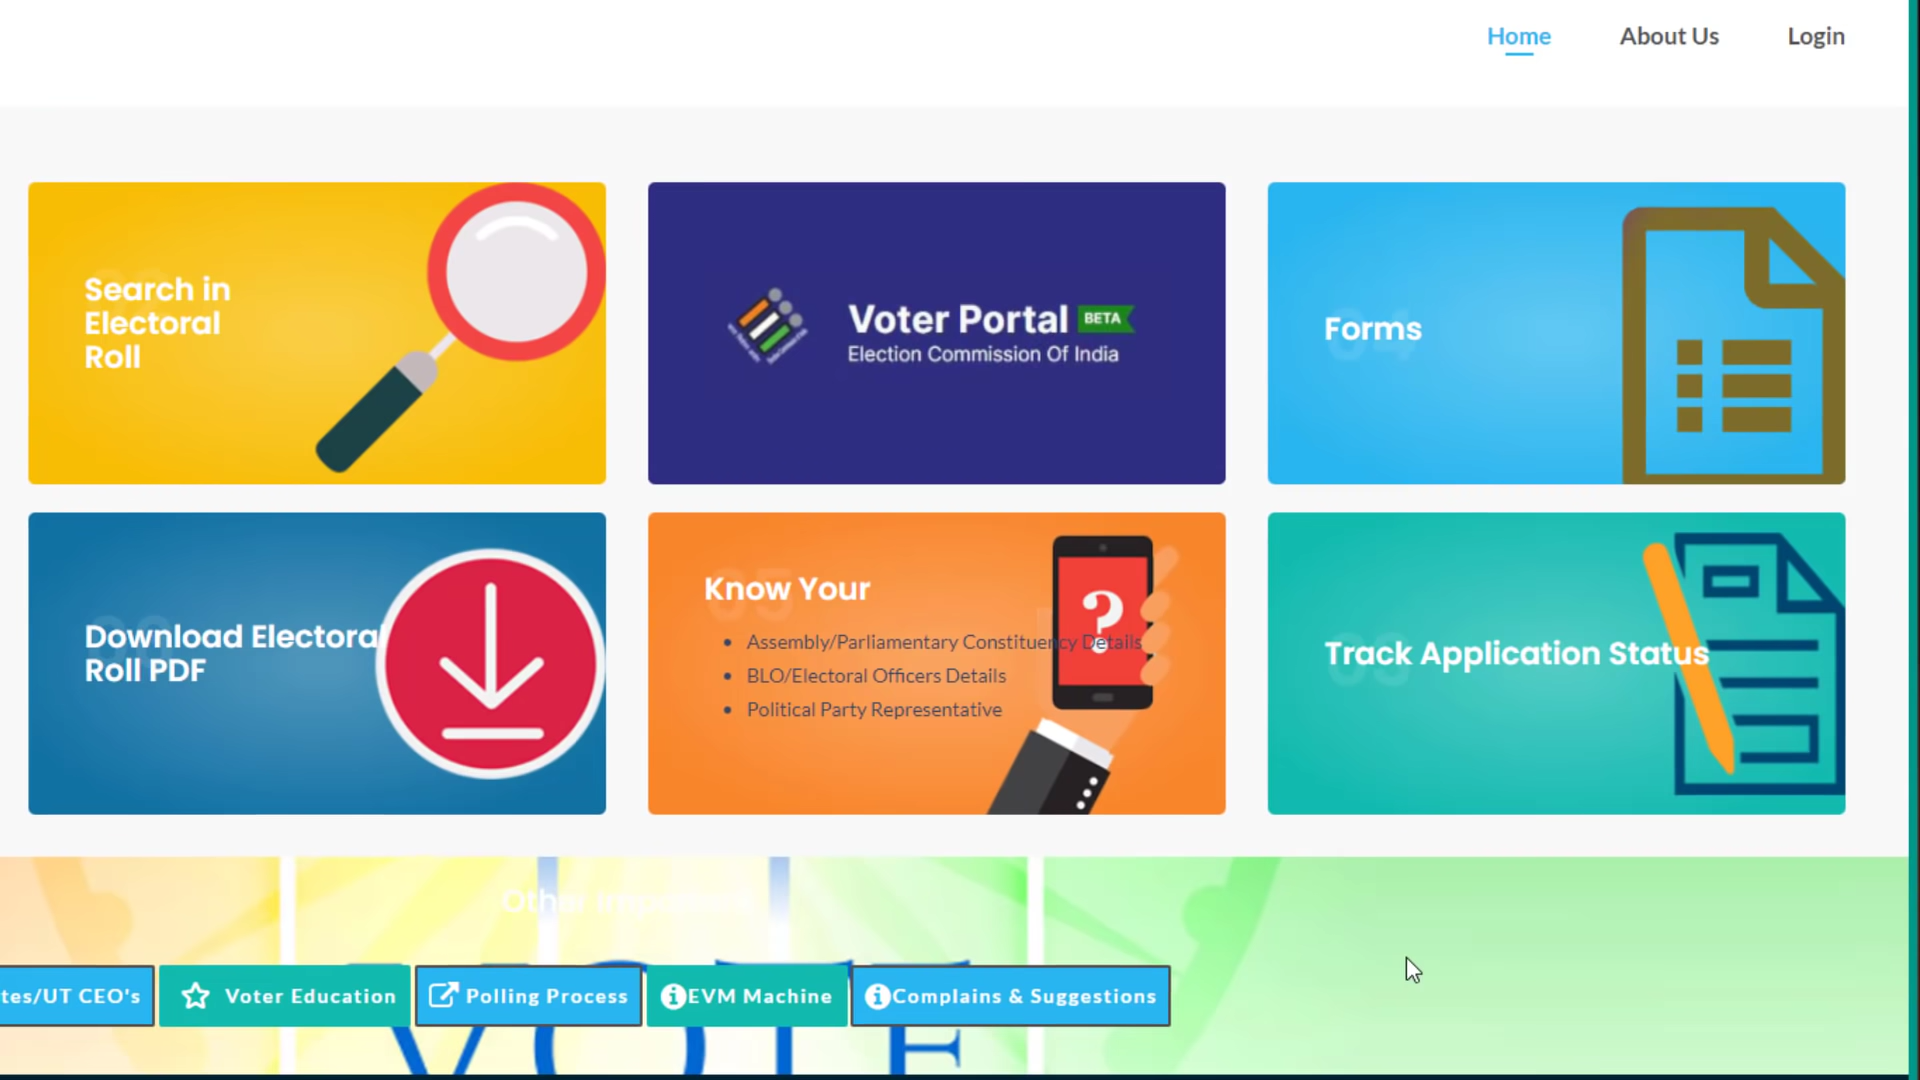 Home
About Us
Login
Search in
Electoral
Roll
Voter Portal BETA
Election Commission Of India
Forms
Download Electoral
Roll PDF
Know Your
Assembly/Parliamentary Constituency Details
BLO/Electoral Officers Details
Political Party Representative
?
Track Application Status
Other
tes/UT CEO's
Voter Education
Polling Process
EVM Machine
Complains & Suggestions
VOTE